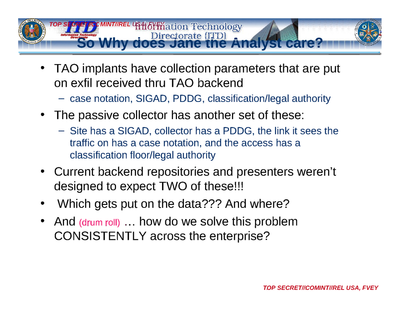 TOP SECRET//COMINT//REL USA, FVEY
ITD
Information Technology
Directorate (ITD)
So Why does Jane the Analyst care?
• TAO implants have collection parameters that are put
on exfil received thru TAO backend
– case notation, SIGAD, PDDG, classification/legal authority
• The passive collector has another set of these:
– Site has a SIGAD, collector has a PDDG, the link it sees the
traffic on has a case notation, and the access has a
classification floor/legal authority
• Current backend repositories and presenters weren't
designed to expect TWO of these!!!
• Which gets put on the data??? And where?
• And (drum roll) … how do we solve this problem
CONSISTENTLY across the enterprise?
TOP SECRET//COMINT//REL USA, FVEY